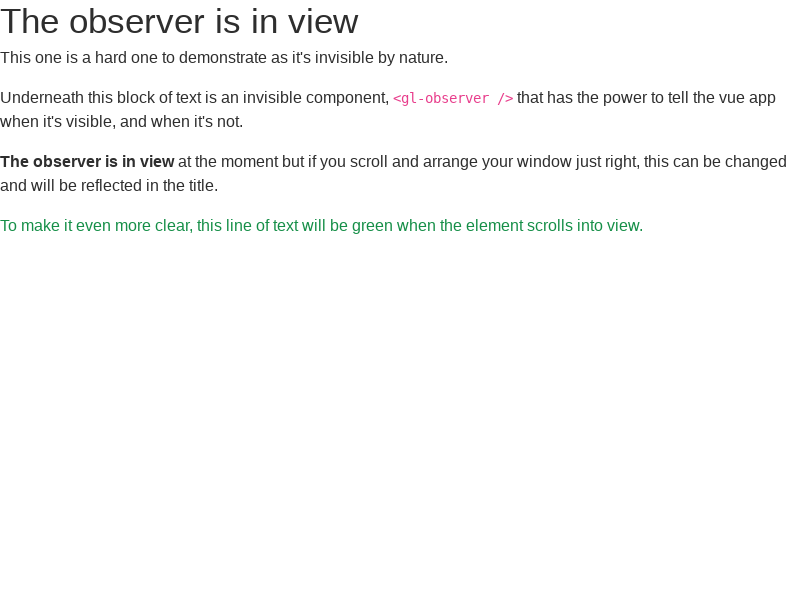 The observer is in view
This one is a hard one to demonstrate as it's invisible by nature.
Underneath this block of text is an invisible component, <gl-observer /> that has the power to tell the vue app
when it's visible, and when it's not.
The observer is in view at the moment but if you scroll and arrange your window just right, this can be changed
and will be reflected in the title.
To make it even more clear, this line of text will be green when the element scrolls into view.